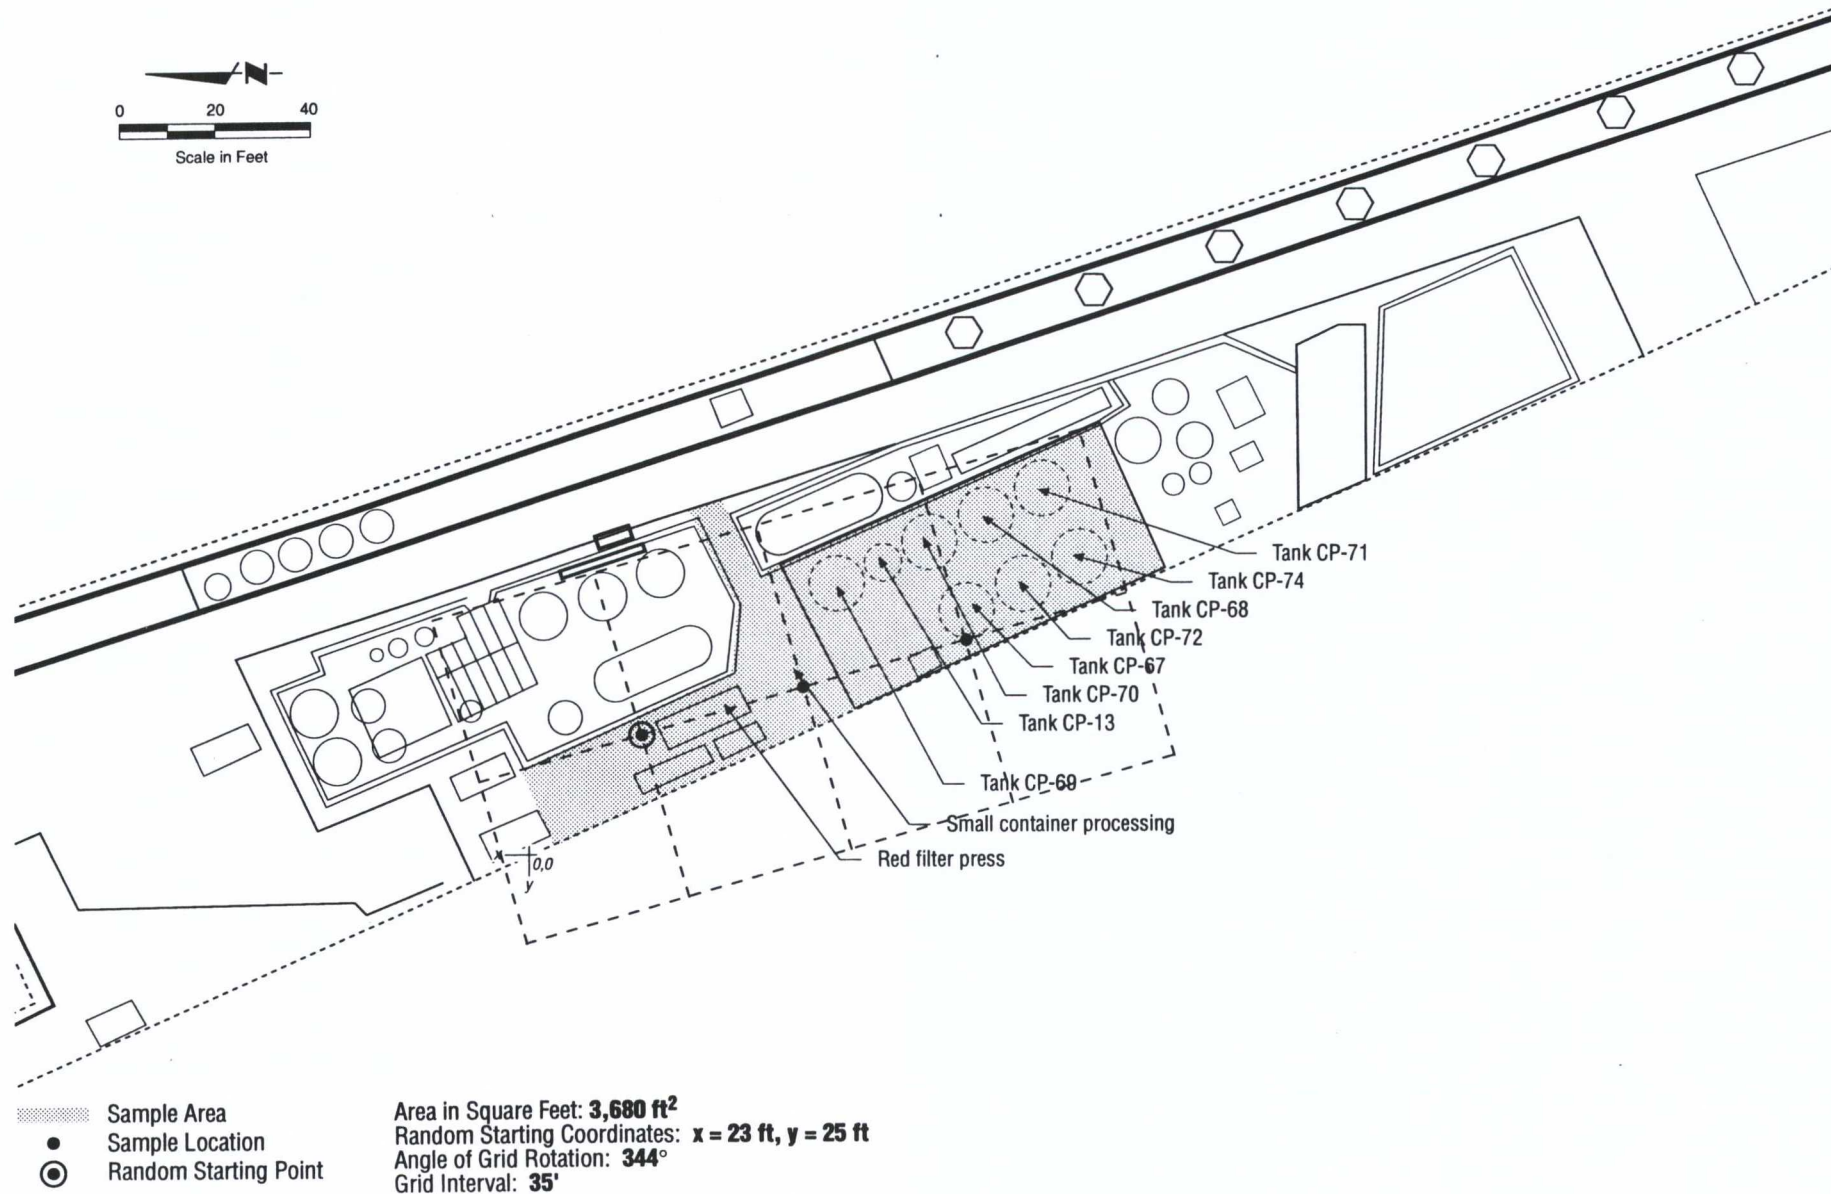 N
0 20 40
Scale in Feet
Tank CP-71
Tank CP-74
Tank CP-68
Tank CP-72
Tank CP-67
Tank CP-70
Tank CP-13
Tank CP-69
Small container processing
Red filter press
x
0,0
y
Sample Area
Sample Location
Random Starting Point
Area in Square Feet: 3,680 ft²
Random Starting Coordinates: x = 23 ft, y = 25 ft
Angle of Grid Rotation: 344°
Grid Interval: 35'